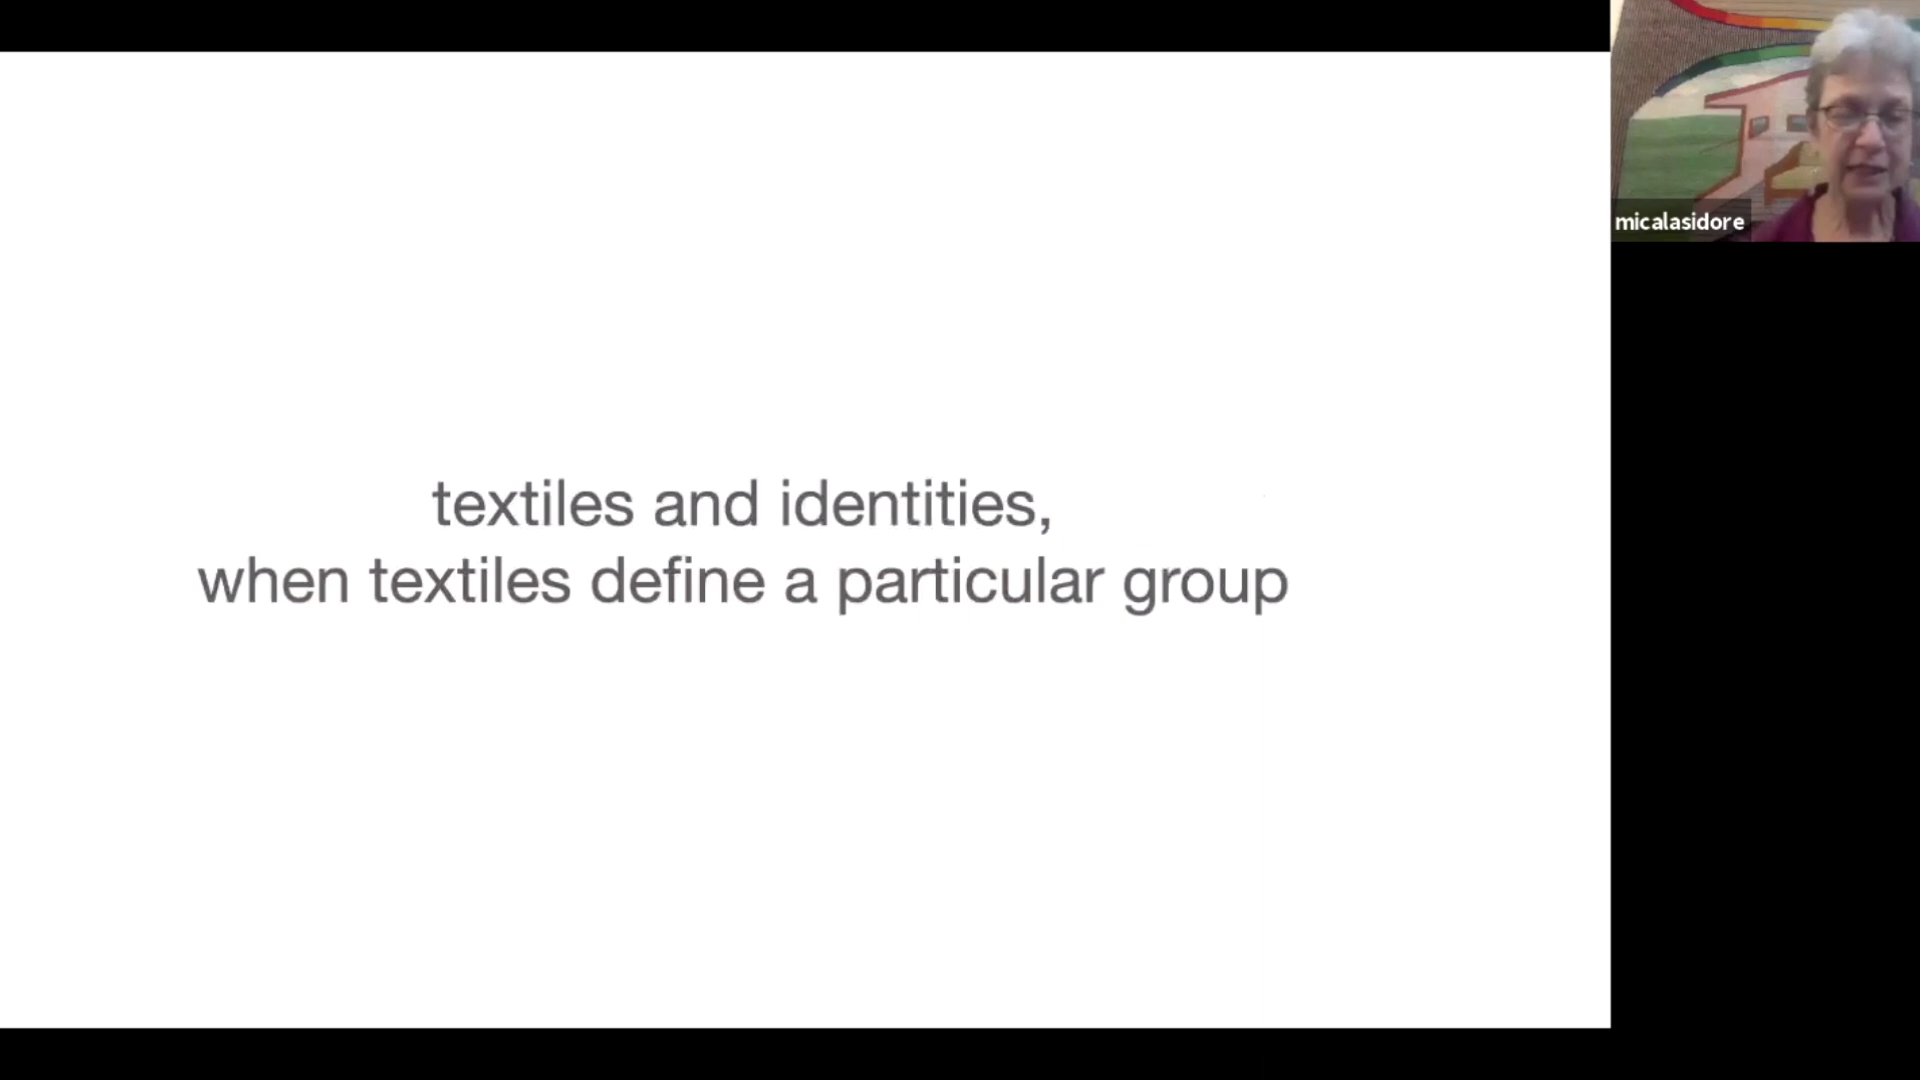 textiles and identities,
when textiles define a particular group
micalasidore